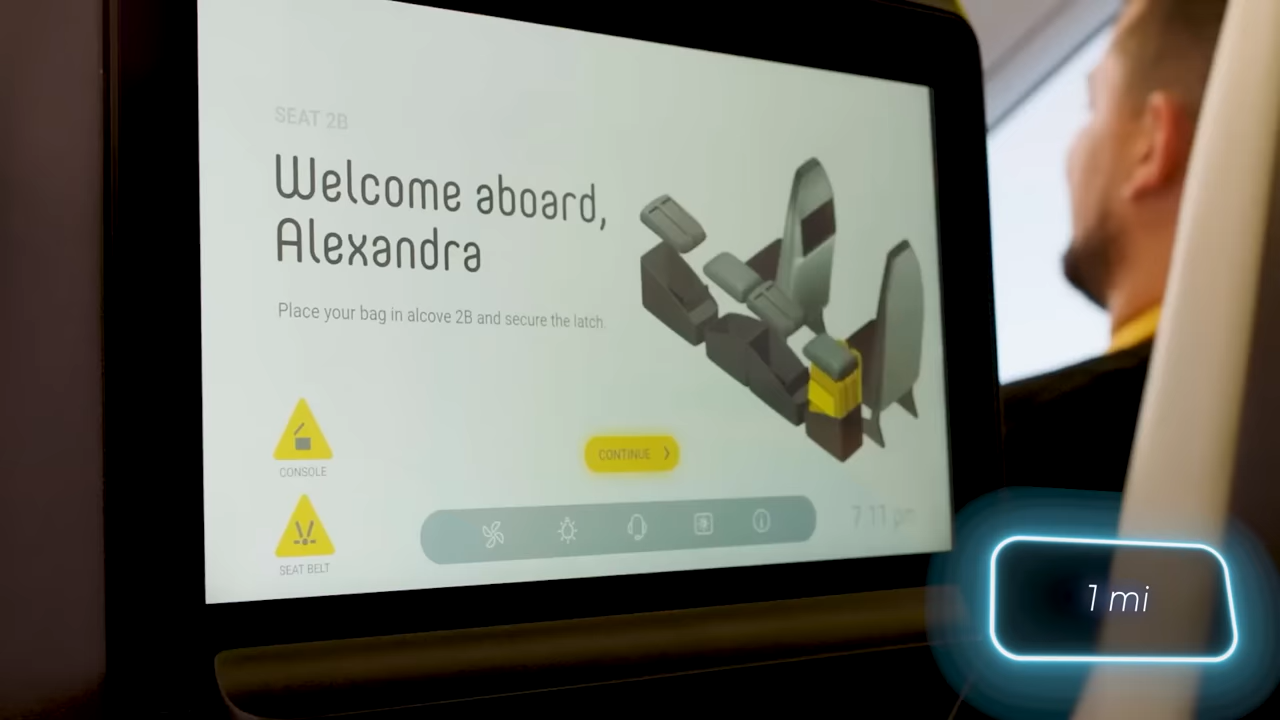 SEAT 2B
Welcome aboard,
Alexandra
Place your bag in alcove 2B and secure the latch.
CONSOLE
CONTINUE
SEAT BELT
7 11 pm
1 mi